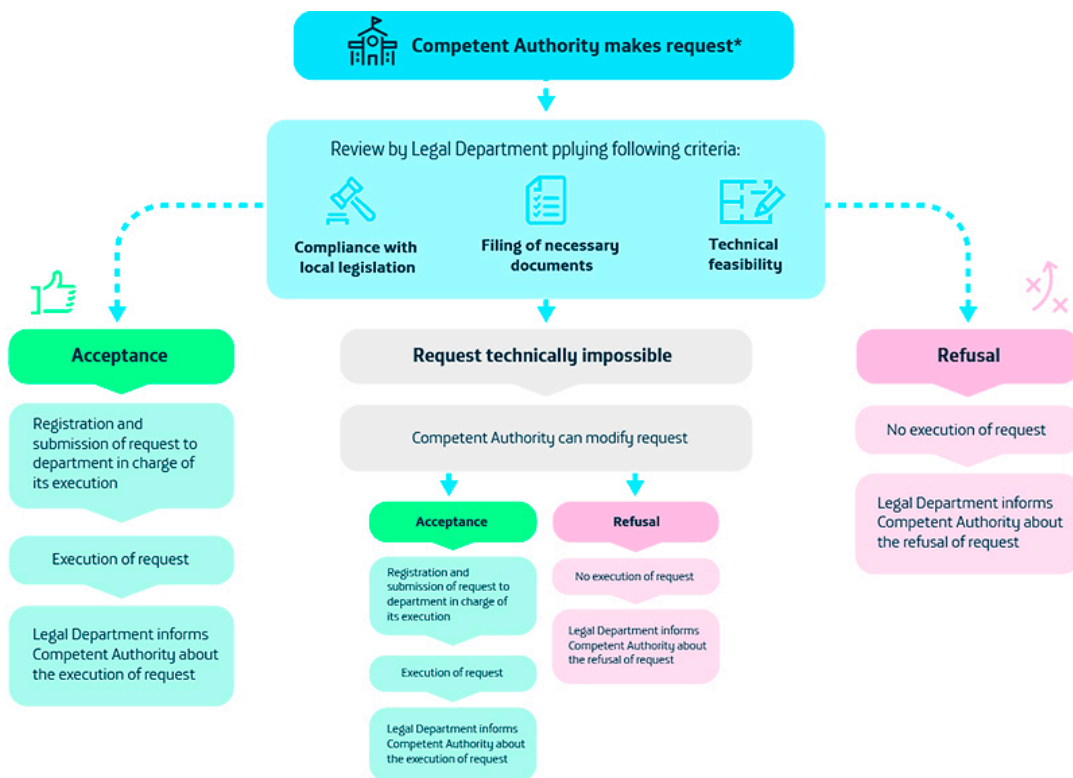 Competent Authority makes request*
Review by Legal Department pplying following criteria:
Compliance with
local legislation
Filing of necessary
documents
Technical
feasibility
Acceptance
Registration and
submission of request to
department in charge of
its execution
Execution of request
Legal Department informs
Competent Authority about
the execution of request
Request technically impossible
Competent Authority can modify request
Acceptance
Registration and
submission of request to
department in charge of
its execution
Execution of request
Legal Department informs
Competent Authority about
the execution of request
Refusal
No execution of request
Legal Department informs
Competent Authority about
the refusal of request
Refusal
No execution of request
Legal Department informs
Competent Authority about
the refusal of request